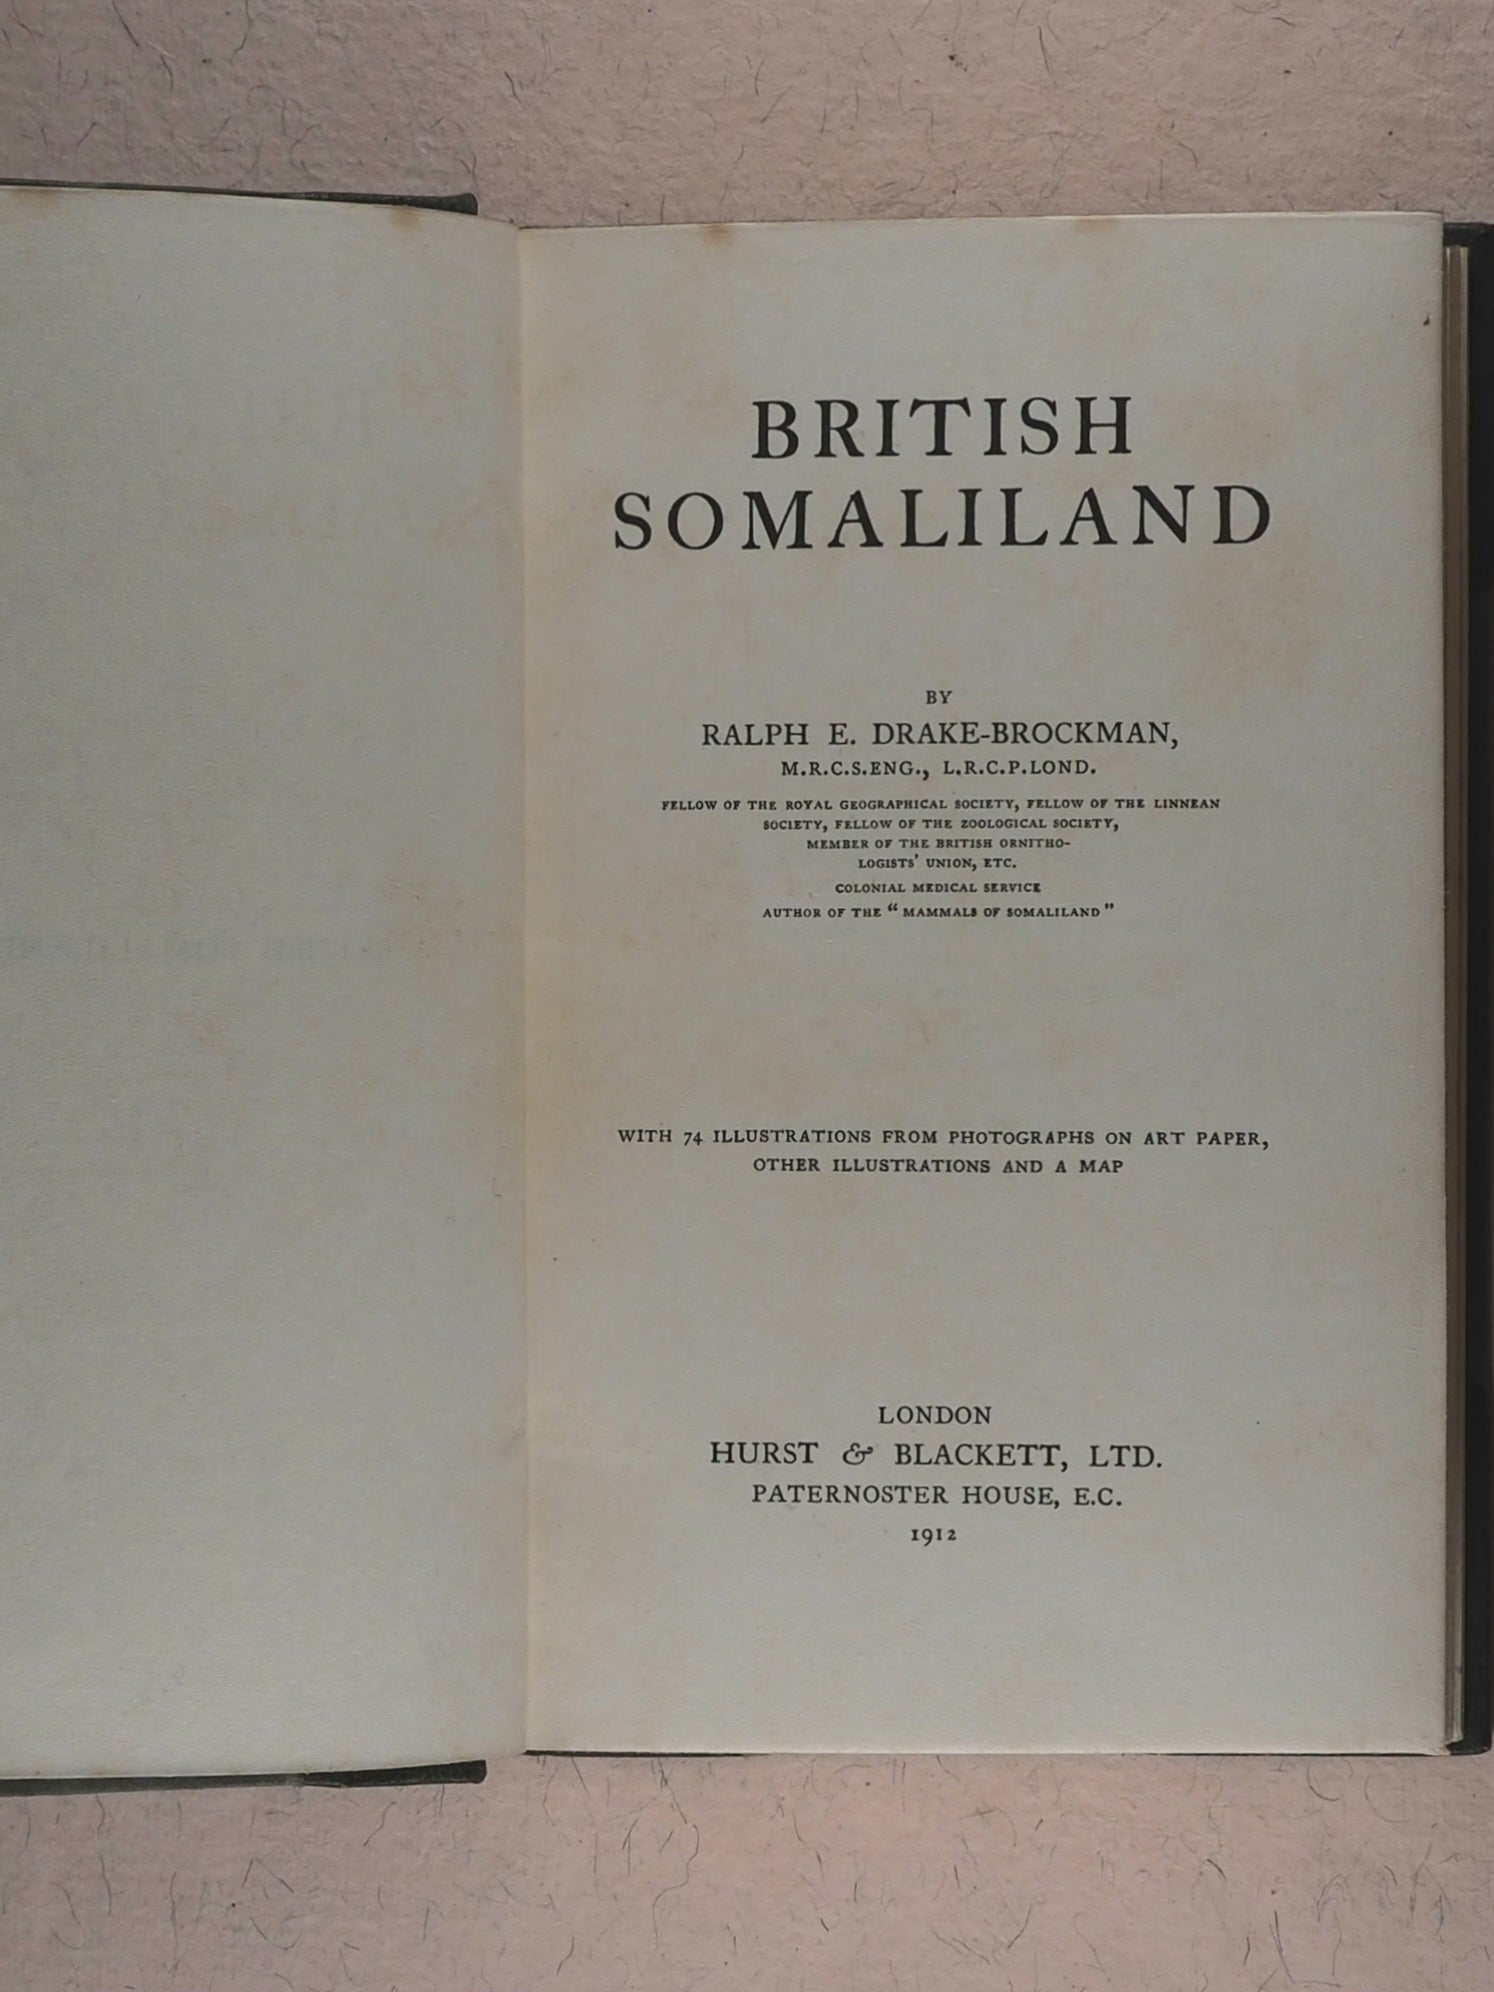 BRITISH
SOMALILAND
BY
RALPH E. DRAKE-BROCKMAN,
M.R.C.S.ENG., L.R.C.P.LOND.
FELLOW OF THE ROYAL GEOGRAPHICAL SOCIETY, FELLOW OF THE LINNEAN
SOCIETY, FELLOW OF THE ZOOLOGICAL SOCIETY,
MEMBER OF THE BRITISH ORNITHO-
LOGISTS' UNION, ETC.
COLONIAL MEDICAL SERVICE
AUTHOR OF THE "MAMMALS OF SOMALILAND"
WITH 74 ILLUSTRATIONS FROM PHOTOGRAPHS ON ART PAPER,
OTHER ILLUSTRATIONS AND A MAP
LONDON
HURST & BLACKETT, LTD.
PATERNOSTER HOUSE, E.C.
1912